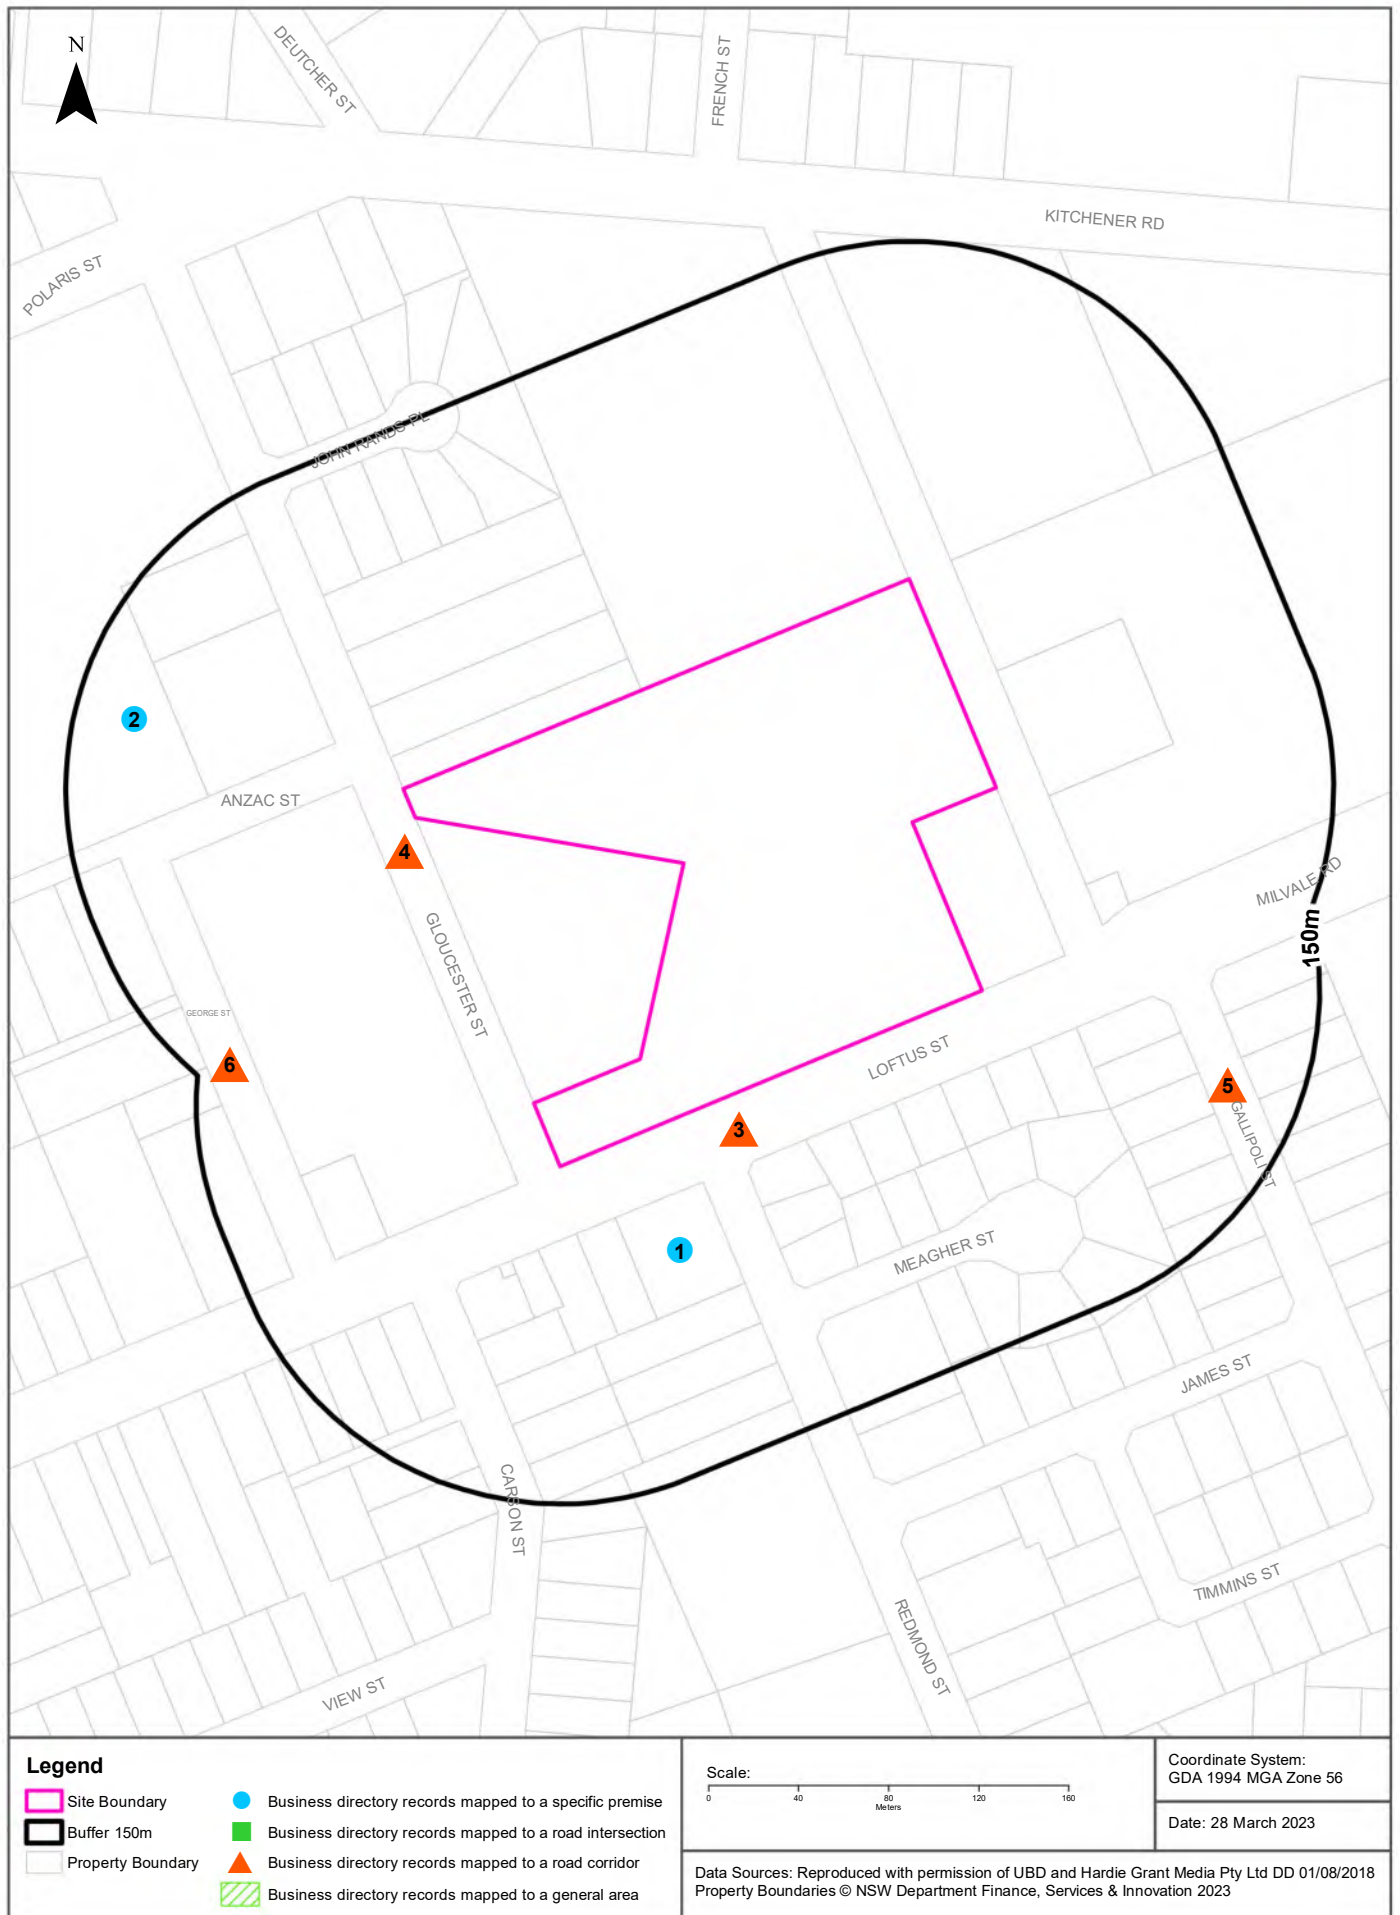 N
DEUTCHER ST
FRENCH ST
KITCHENER RD
POLARIS ST
JOHN RANDS PL
2
ANZAC ST
4
MILVALE RD
GLOUCESTER ST
150m
GEORGE ST
LOFTUS ST
6
5
3
GALLIPOLI ST
1
MEAGHER ST
JAMES ST
CARSON ST
TIMMINS ST
REDMOND ST
VIEW ST
Legend
Site Boundary
Buffer 150m
Property Boundary
Business directory records mapped to a specific premise
Business directory records mapped to a road intersection
Business directory records mapped to a road corridor
Business directory records mapped to a general area
Scale:
0 40 80 120 160
Meters
Coordinate System:
GDA 1994 MGA Zone 56
Date: 28 March 2023
Data Sources: Reproduced with permission of UBD and Hardie Grant Media Pty Ltd DD 01/08/2018
Property Boundaries © NSW Department Finance, Services & Innovation 2023